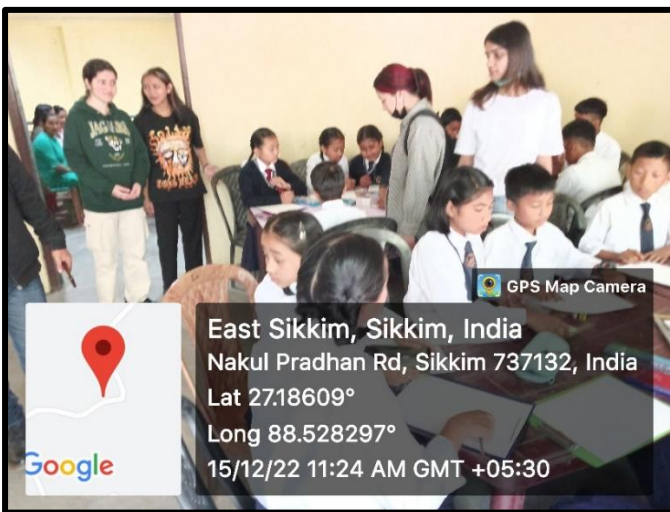 GPS Map Camera
East Sikkim, Sikkim, India
Nakul Pradhan Rd, Sikkim 737132, India
Lat 27.18609°
Long 88.528297°
15/12/22 11:24 AM GMT +05:30
Google